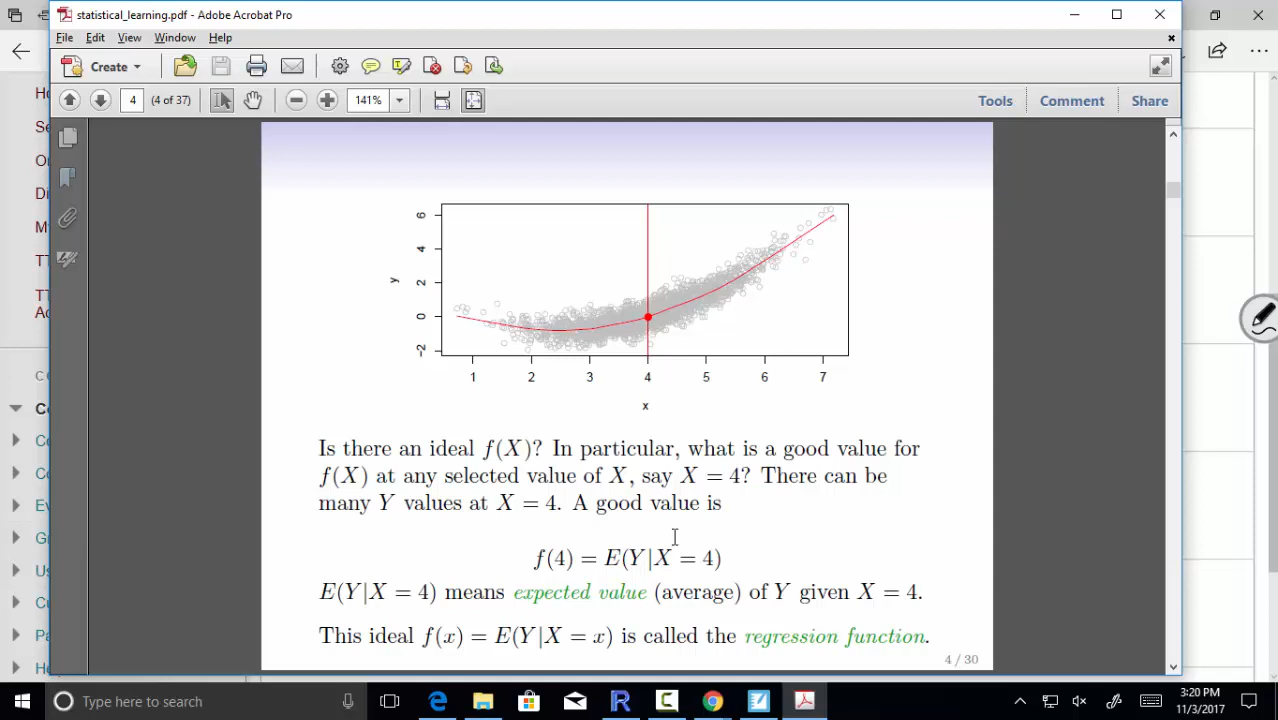 statistical_learning.pdf - Adobe Acrobat Pro
File Edit View Window Help
Create
4 (4 of 37) 141% Tools Comment Share
6
4
2
0
−2
y
1 2 3 4 5 6 7
x
Is there an ideal f(X)? In particular, what is a good value for
f(X) at any selected value of X, say X = 4? There can be
many Y values at X = 4. A good value is
f(4) = E(Y|X = 4)
E(Y|X = 4) means expected value (average) of Y given X = 4.
This ideal f(x) = E(Y|X = x) is called the regression function.
4 / 30
Type here to search
3:20 PM
11/3/2017